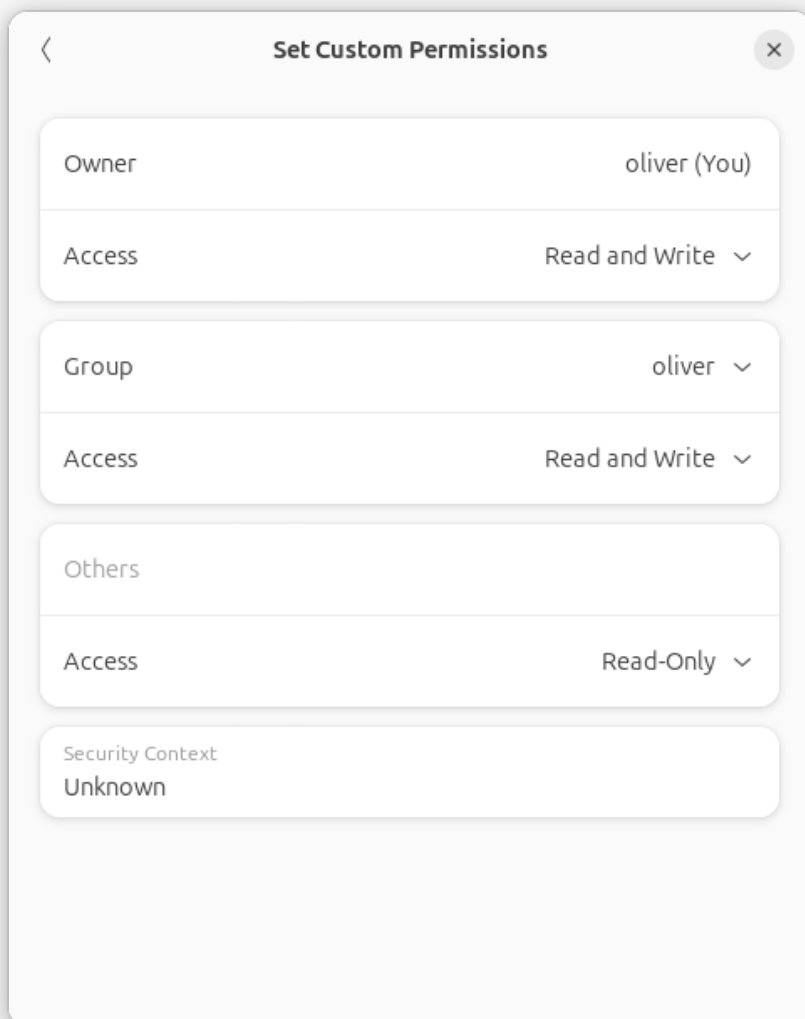 Set Custom Permissions
Owner oliver (You)
Access Read and Write
Group oliver
Access Read and Write
Others
Access Read-Only
Security Context
Unknown